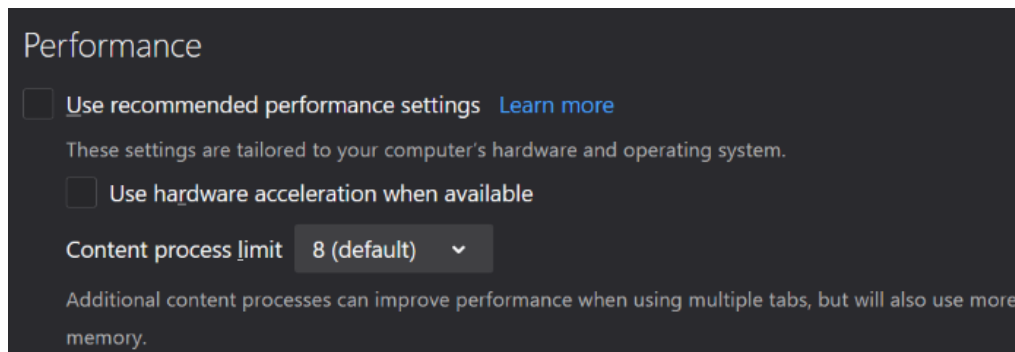 Performance
Use recommended performance settings Learn more
These settings are tailored to your computer's hardware and operating system.
Use hardware acceleration when available
Content process limit 8 (default)
Additional content processes can improve performance when using multiple tabs, but will also use more
memory.